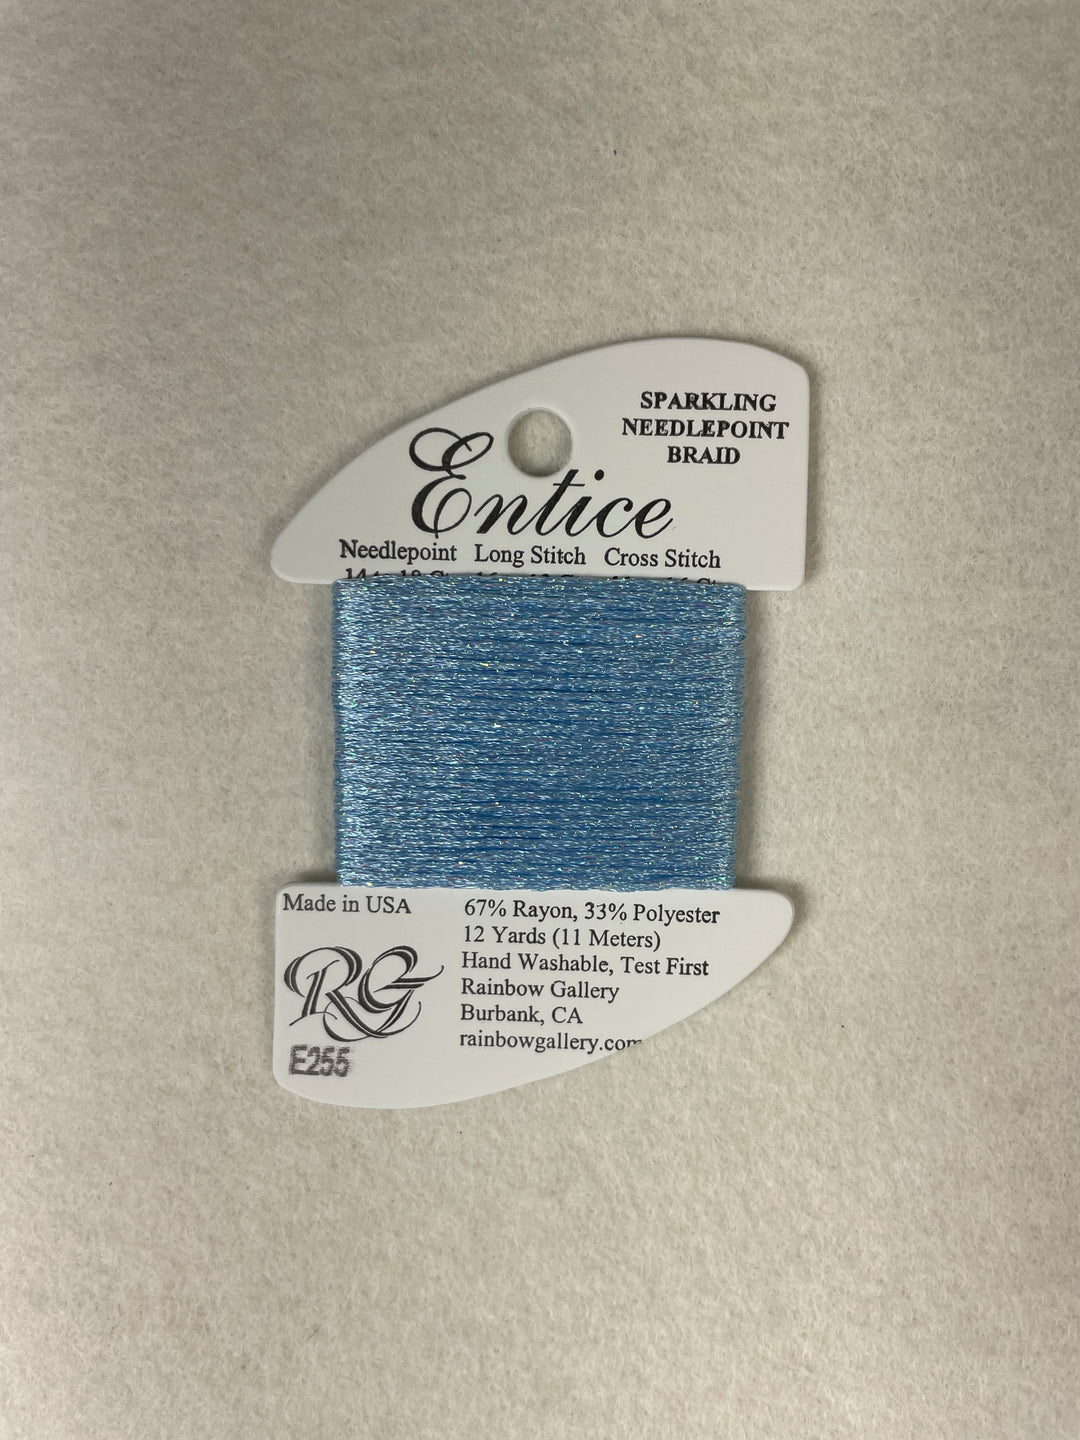 SPARKLING
NEEDLEPOINT
BRAID
Entice
Needlepoint Long Stitch Cross Stitch
Made in USA
67% Rayon, 33% Polyester
12 Yards (11 Meters)
Hand Washable, Test First
Rainbow Gallery
Burbank, CA
rainbowgallery.com
RG
E255